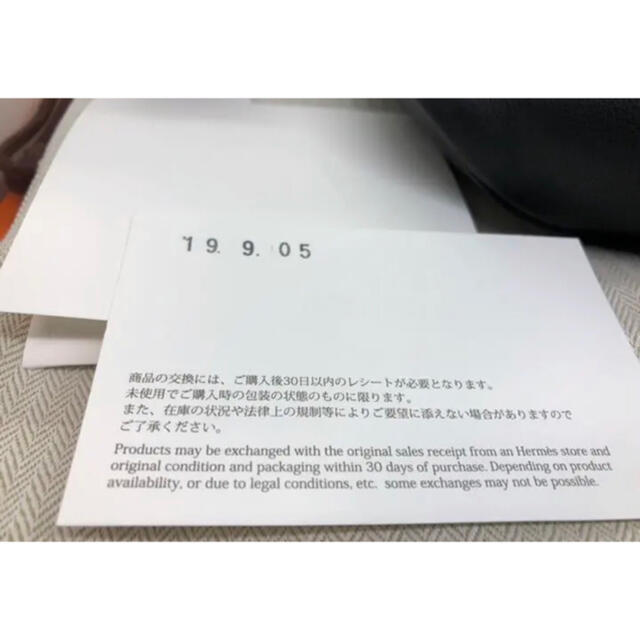 '19. 9. 05
商品の交換には、ご購入後30日以内のレシートが必要となります。
未使用でご購入時の包装の状態のものに限ります。
また、在庫の状況や法律上の規制等によりご要望に添えない場合がありますので
ご了承ください。
Products may be exchanged with the original sales receipt from an Hermès store and
original condition and packaging within 30 days of purchase. Depending on product
availability, or due to legal conditions, etc. some exchanges may not be possible.